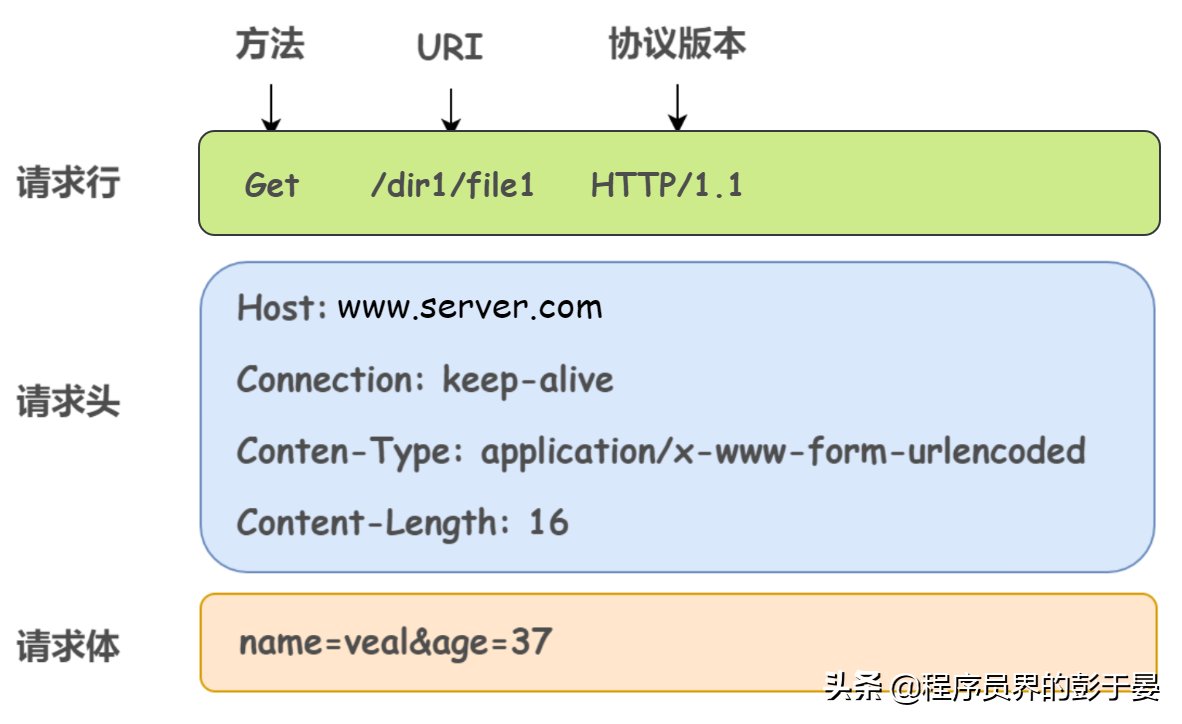 方法 URI 协议版本
请求行 Get /dir1/file1 HTTP/1.1
Host: www.server.com
Connection: keep-alive
请求头
Conten-Type: application/x-www-form-urlencoded
Content-Length: 16
请求体 name=veal&age=37
头条 @程序员界的彭于晏